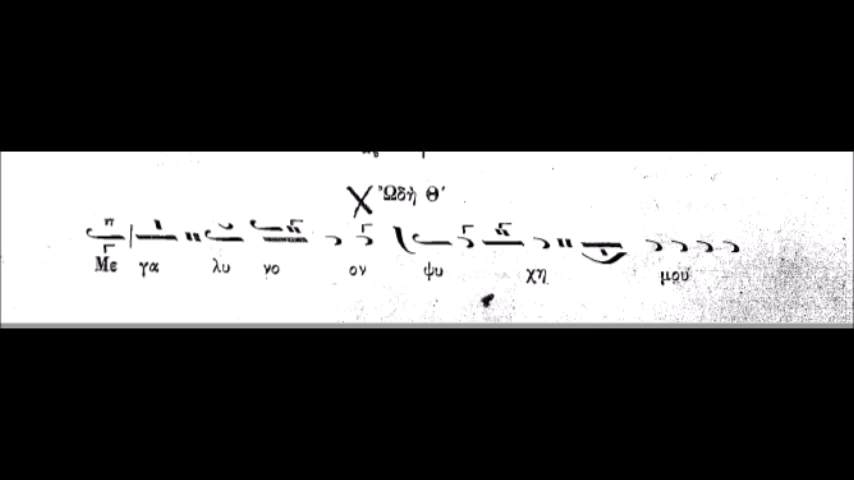 Ὠδὴ Θ′
Με γα λυ νο ον ψυ χη μου